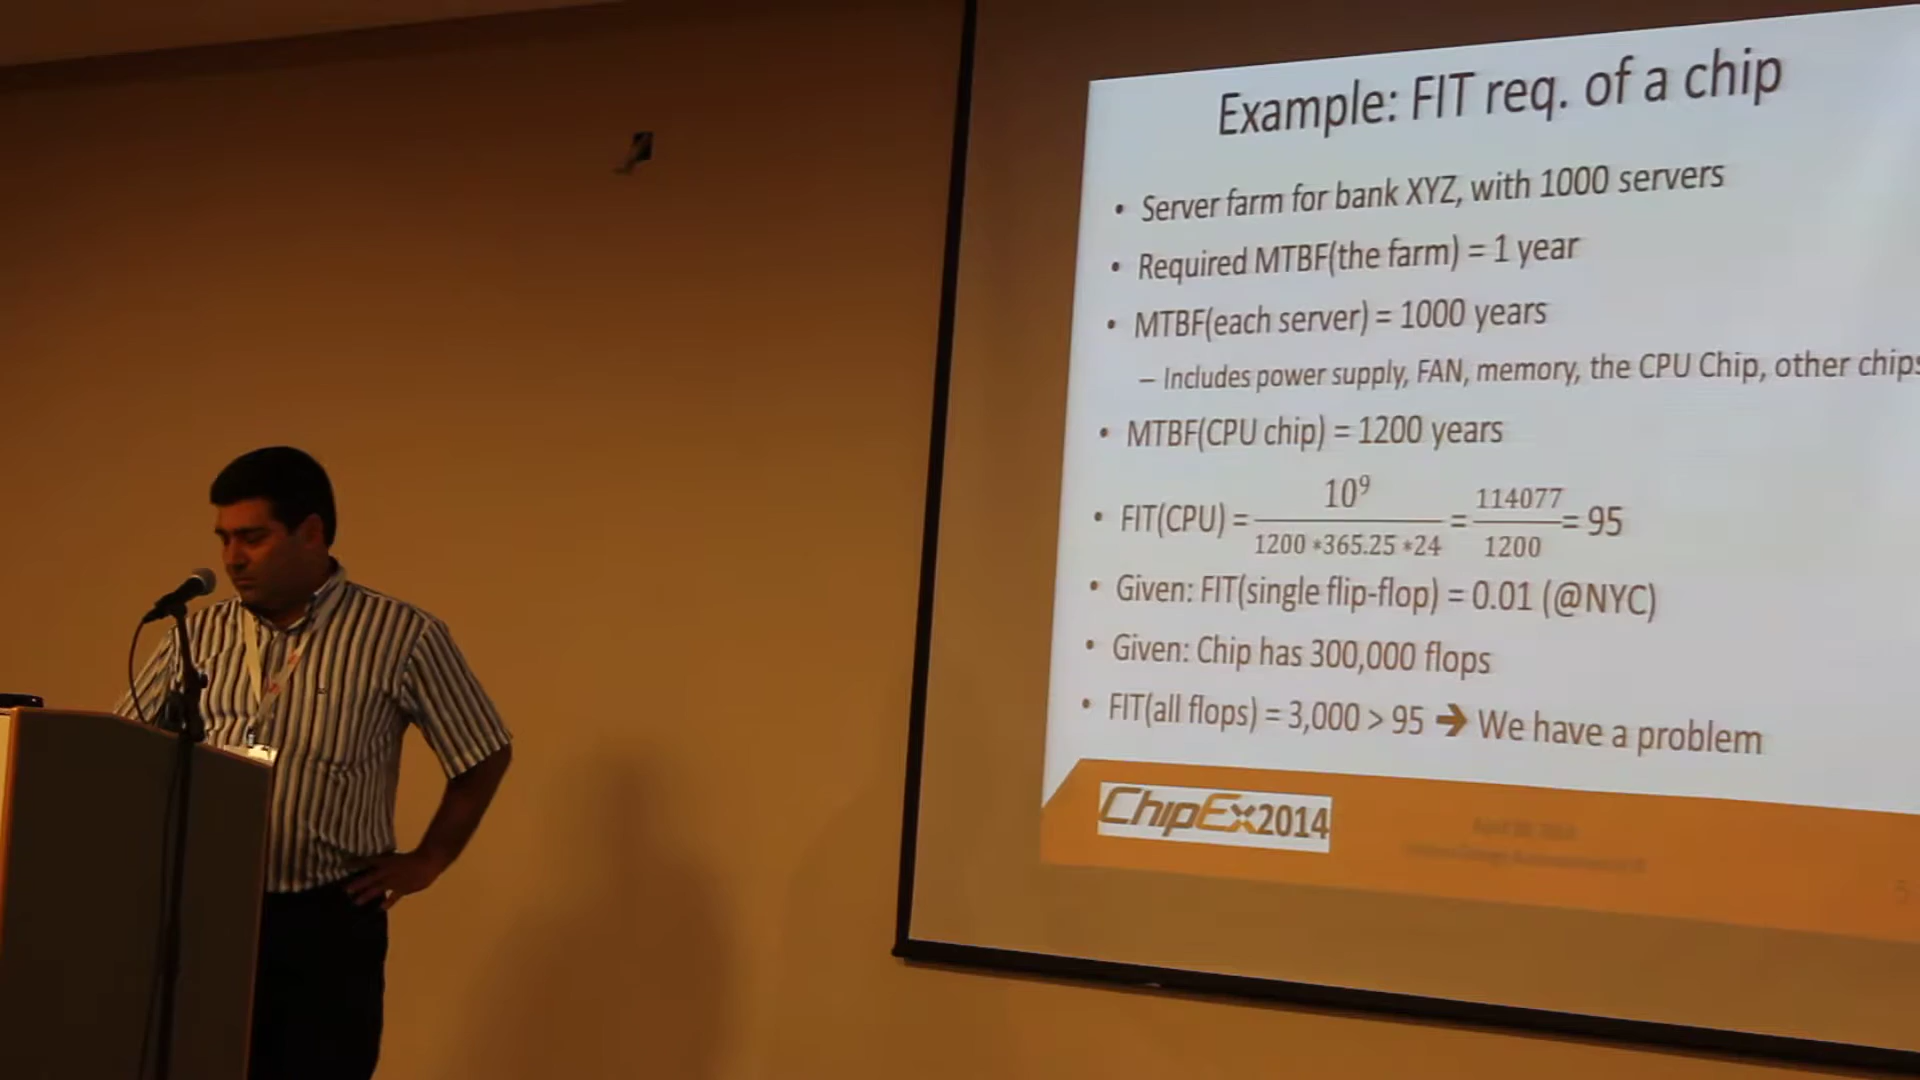 Example: FIT req. of a chip
• Server farm for bank XYZ, with 1000 servers
• Required MTBF(the farm) = 1 year
• MTBF(each server) = 1000 years
– Includes power supply, FAN, memory, the CPU Chip, other chips
• MTBF(CPU chip) = 1200 years
• FIT(CPU) = 10⁹ / 1200 *365.25 *24 = 114077 / 1200 = 95
• Given: FIT(single flip-flop) = 0.01 (@NYC)
• Given: Chip has 300,000 flops
• FIT(all flops) = 3,000 > 95 ➔ We have a problem
ChipEx2014